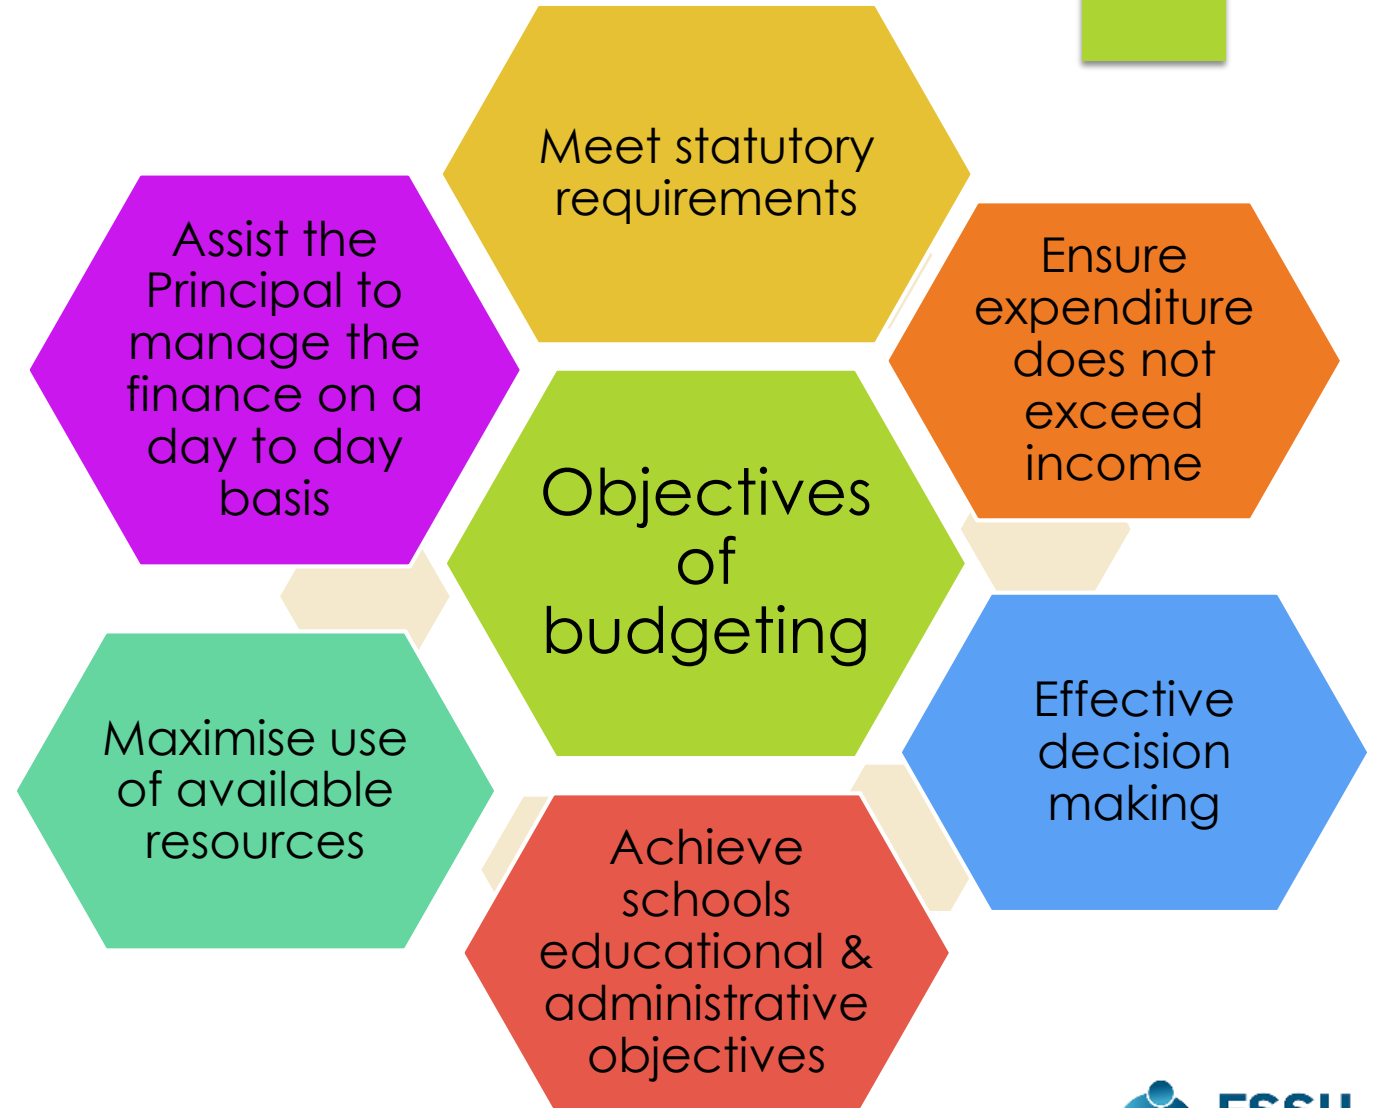 Meet statutory
requirements
Assist the
Principal to
manage the
finance on a
day to day
basis
Ensure
expenditure
does not
exceed
income
Objectives
of
budgeting
Effective
decision
making
Maximise use
of available
resources
Achieve
schools
educational &
administrative
objectives
FSSU